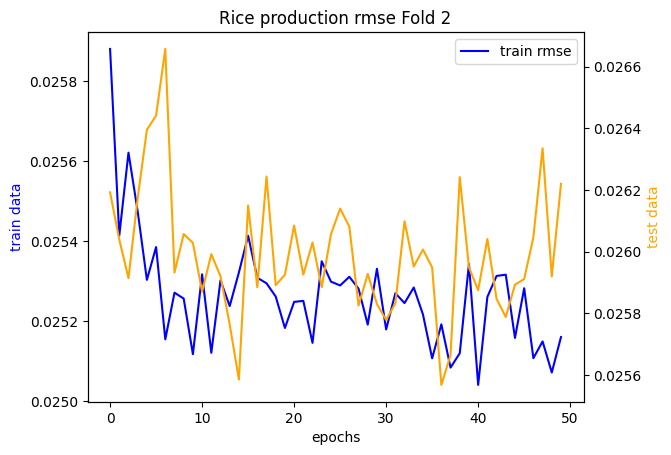 Rice production rmse Fold 2
train rmse
0.0258
0.0256
0.0254
0.0252
0.0250
train data
0.0266
0.0264
0.0262
0.0260
0.0258
0.0256
test data
0 10 20 30 40 50
epochs